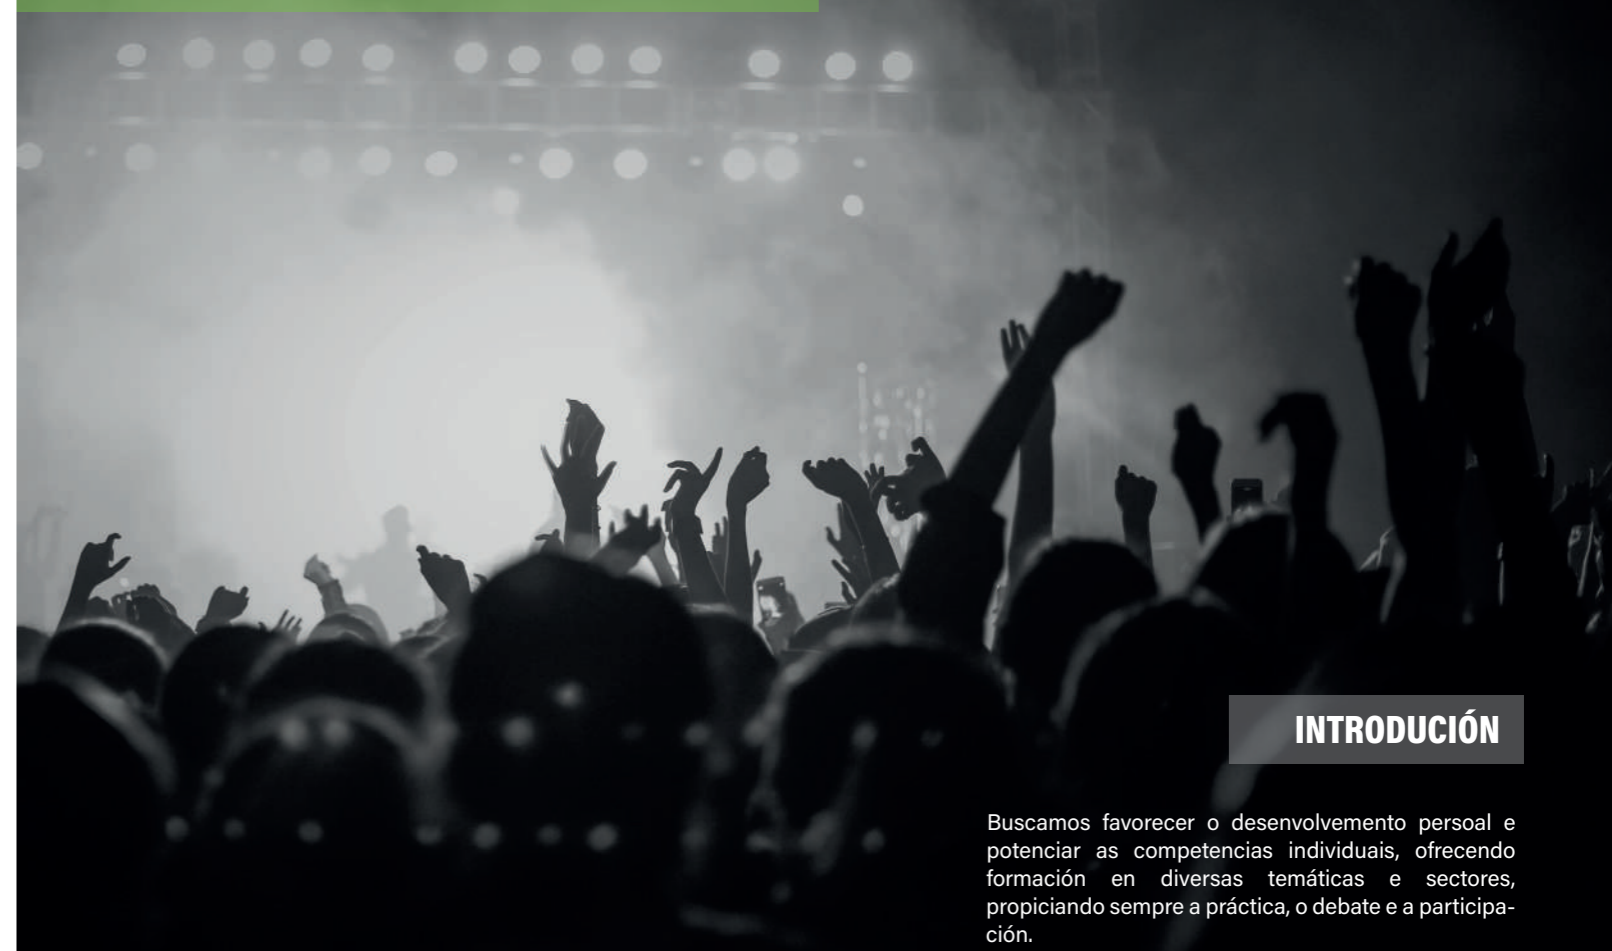 INTRODUCIÓN
Buscamos favorecer o desenvolvemento persoal e
potenciar as competencias individuais, ofrecendo
formación en diversas temáticas e sectores,
propiciando sempre a práctica, o debate e a participa-
ción.